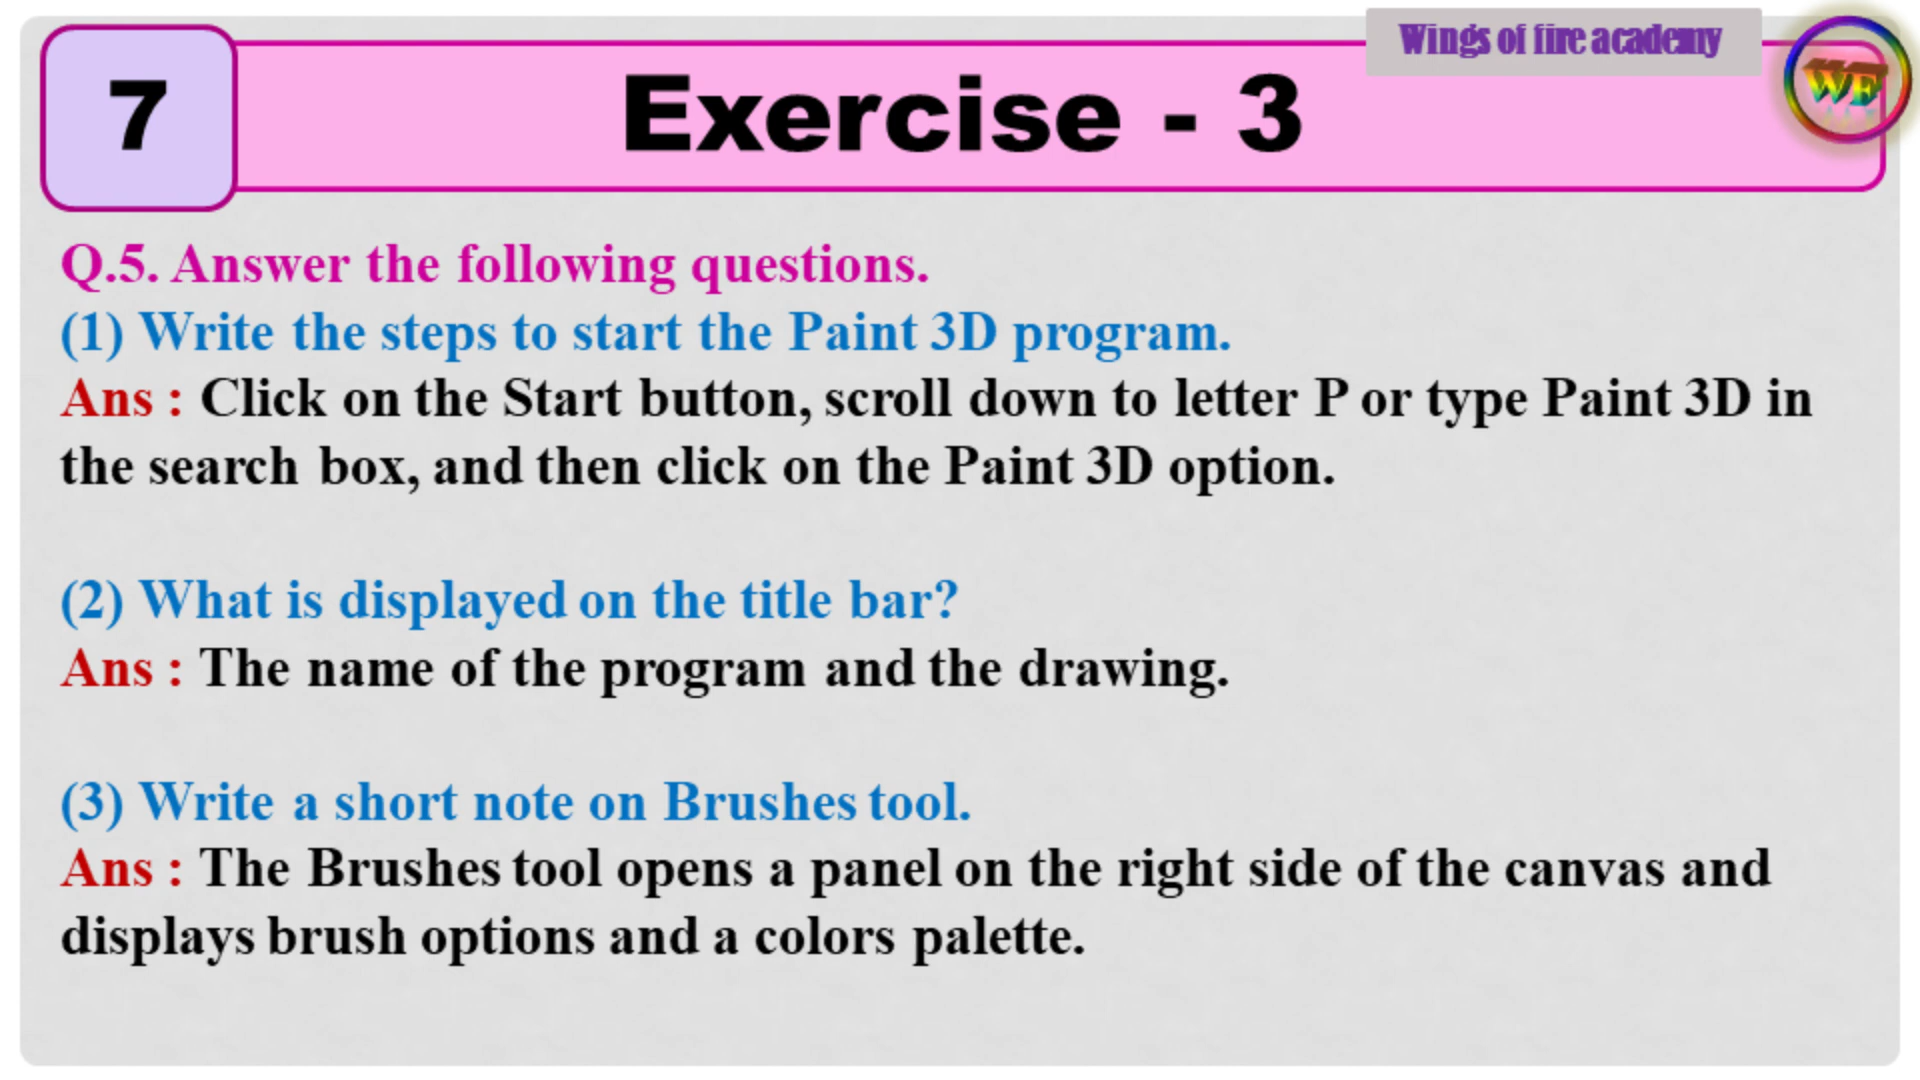 Wings of fire academy
WF
7
Exercise - 3
Q.5. Answer the following questions.
(1) Write the steps to start the Paint 3D program.
Ans : Click on the Start button, scroll down to letter P or type Paint 3D in
the search box, and then click on the Paint 3D option.
(2) What is displayed on the title bar?
Ans : The name of the program and the drawing.
(3) Write a short note on Brushes tool.
Ans : The Brushes tool opens a panel on the right side of the canvas and
displays brush options and a colors palette.